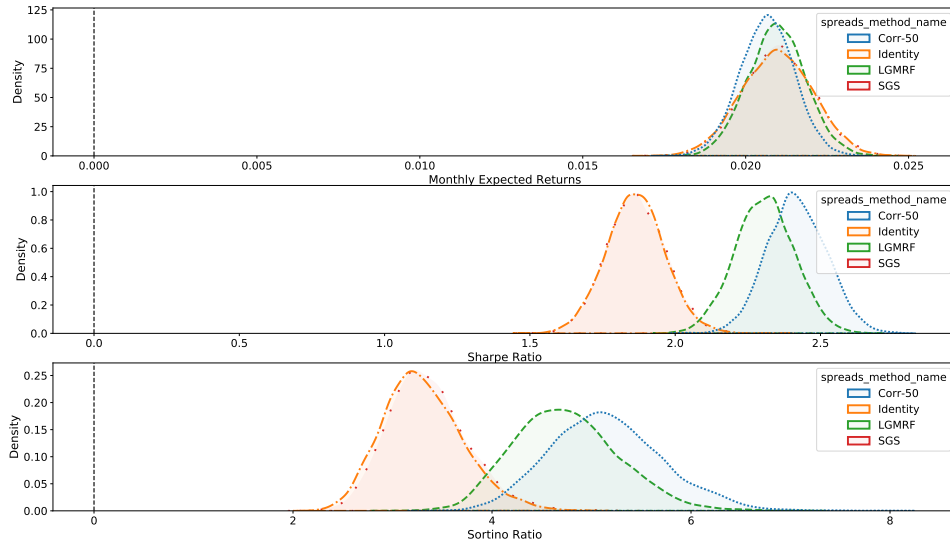 125
100
75
50
25
0
Density
0.000
0.005
0.010
0.015
0.020
0.025
Monthly Expected Returns
spreads_method_name
Corr-50
Identity
LGMRF
SGS
1.0
0.8
0.6
0.4
0.2
0.0
Density
0.0
0.5
1.0
1.5
2.0
2.5
Sharpe Ratio
spreads_method_name
Corr-50
Identity
LGMRF
SGS
0.25
0.20
0.15
0.10
0.05
0.00
Density
0
2
4
6
8
Sortino Ratio
spreads_method_name
Corr-50
Identity
LGMRF
SGS